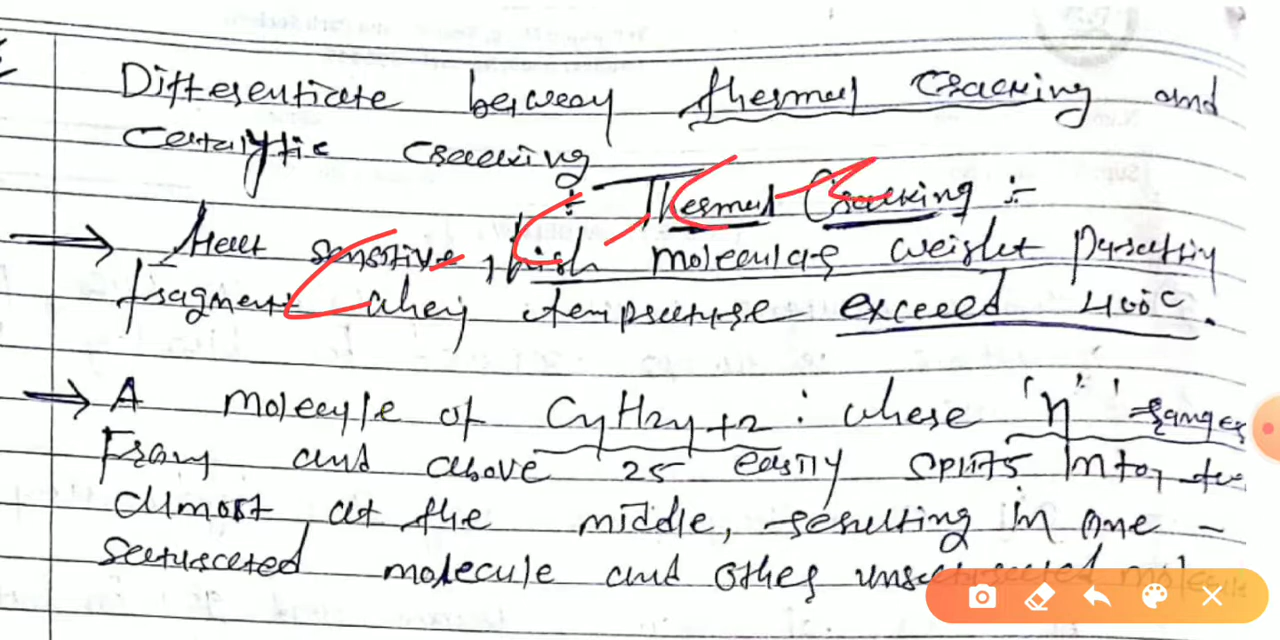 Differentiate between thermal cracking and
Catalytic cracking
:- Thermal Cracking :-
⇒ Heat sensitive, high molecular weight paraffin
fragment when temperature exceed 400°C.
⇒ A molecule of CnH2n+2 : where 'n' ranges
From and above 25 easily splits into two
almost at the middle, resulting in one -
saturated molecule and other unsaturated molecule